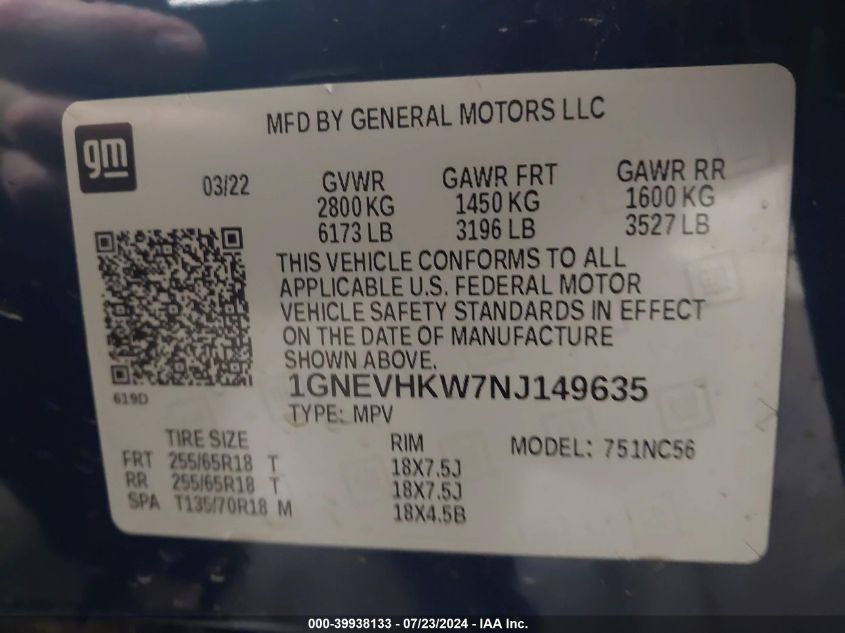 MFD BY GENERAL MOTORS LLC
gm
03/22 GVWR GAWR FRT GAWR RR
2800 KG 1450 KG 1600 KG
6173 LB 3196 LB 3527 LB
THIS VEHICLE CONFORMS TO ALL
APPLICABLE U.S. FEDERAL MOTOR
VEHICLE SAFETY STANDARDS IN EFFECT
ON THE DATE OF MANUFACTURE
SHOWN ABOVE.
1GNEVHKW7NJ149635
619D
TYPE: MPV
TIRE SIZE RIM MODEL: 751NC56
FRT 255/65R18 T 18X7.5J
RR 255/65R18 T 18X7.5J
SPA T135/70R18 M 18X4.5B
000-39938133 - 07/23/2024 - IAA Inc.